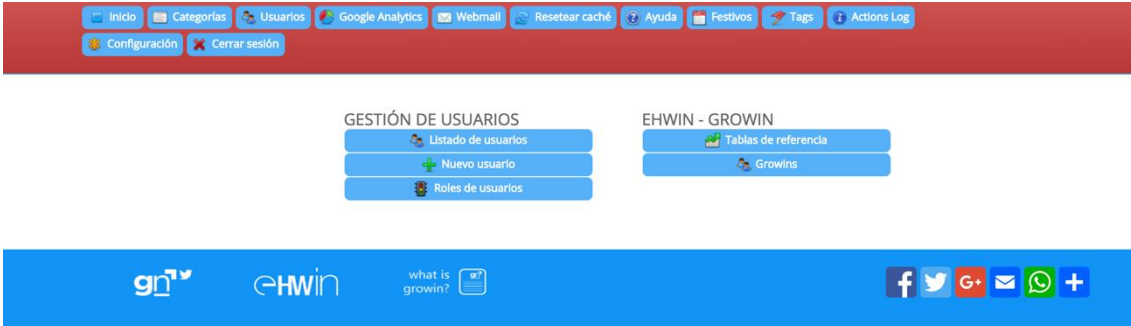 Inicio
Categorías
Usuarios
Google Analytics
Webmail
Resetear caché
Ayuda
Festivos
Tags
Actions Log
Configuración
Cerrar sesión
GESTIÓN DE USUARIOS
Listado de usuarios
Nuevo usuario
Roles de usuarios
EHWIN - GROWIN
Tablas de referencia
Growins
gn
eHWin
what is
growin?
gn
G+